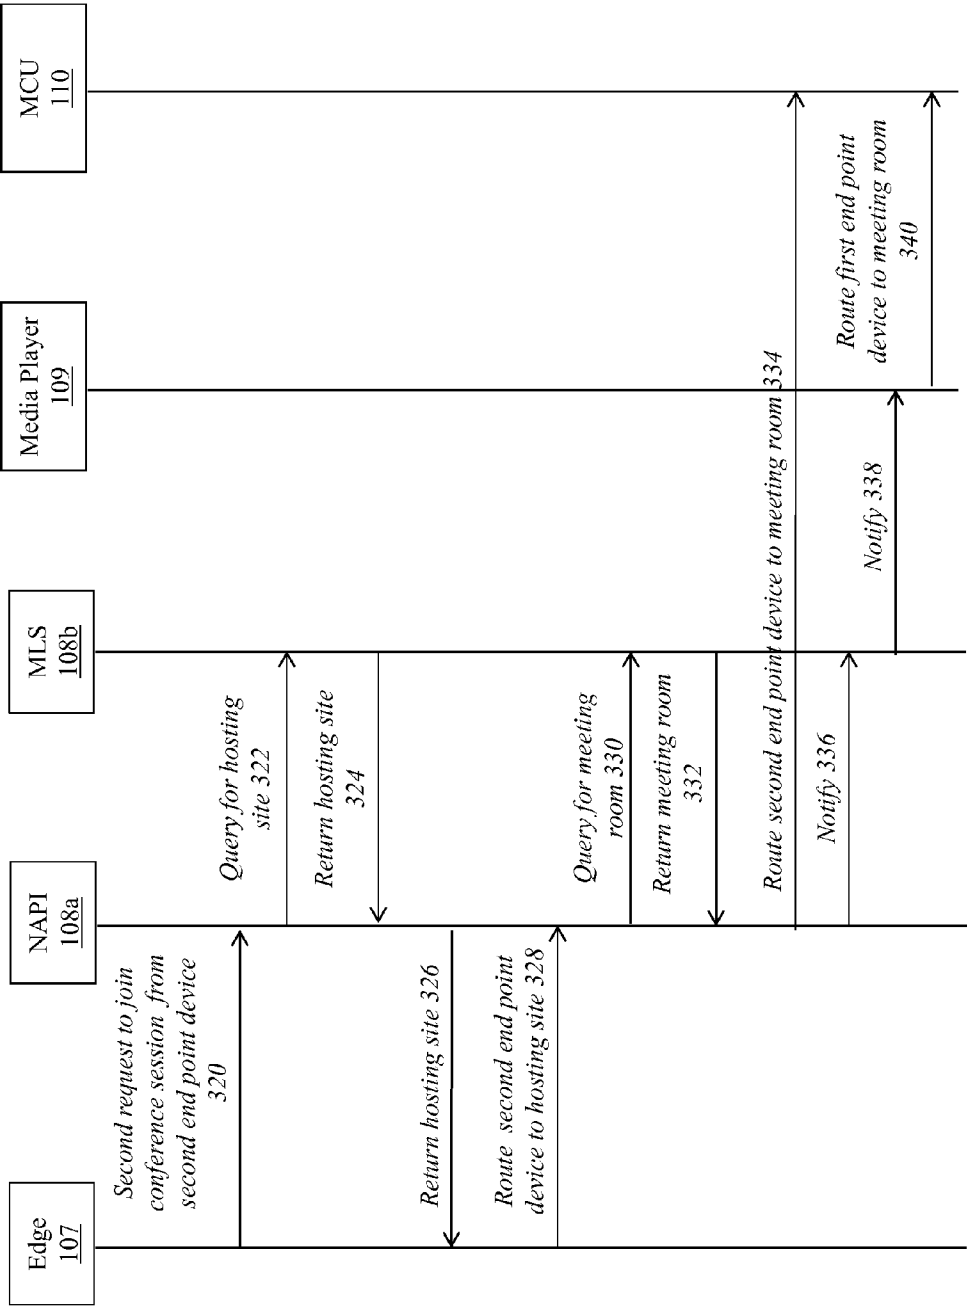 Edge
107
NAPI
108a
MLS
108b
Media Player
109
MCU
110
Second request to join
conference session from
second end point device
320
Query for hosting
site 322
Return hosting site
324
Return hosting site 326
Route second end point
device to hosting site 328
Query for meeting
room 330
Return meeting room
332
Route second end point device to meeting room 334
Notify 336
Notify 338
Route first end point
device to meeting room
340